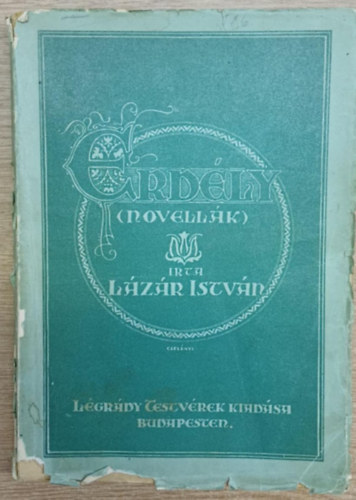 Erdély
(Novellák)
Irta
Lázár István
Légrády Testvérek kiadása
Budapesten.